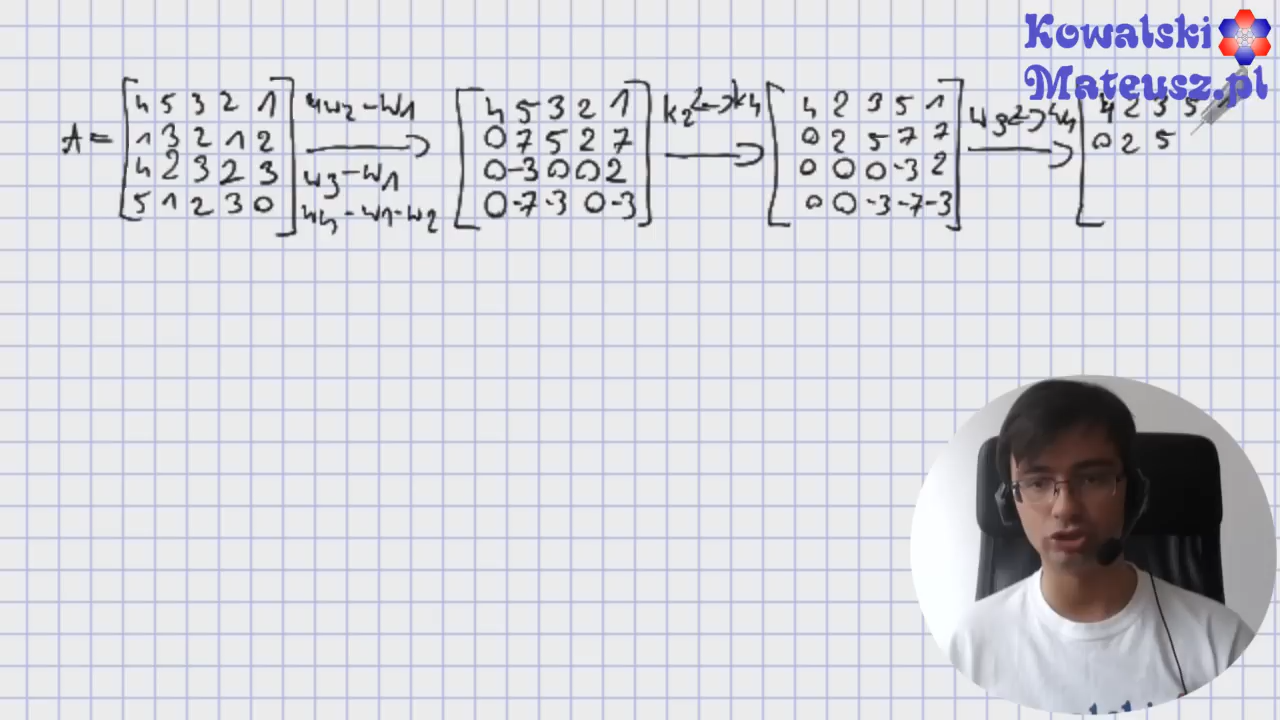 Kowalski
Mateusz.pl
A = [4 5 3 2 1] 4w2-w1 [4 5 3 2 1] k2<->k4 [4 2 3 5 1] w3<->w4 [4 2 3 5 1
[1 3 2 1 2] [0 7 5 2 7] [0 2 5 7 7] [0 2 5
[4 2 3 2 3] w3-w1 [0 -3 0 0 2] [0 0 0 -3 2]
[5 1 2 3 0] w4-w1-w2 [0 -7 -3 0 -3] [0 0 -3 -7 -3]